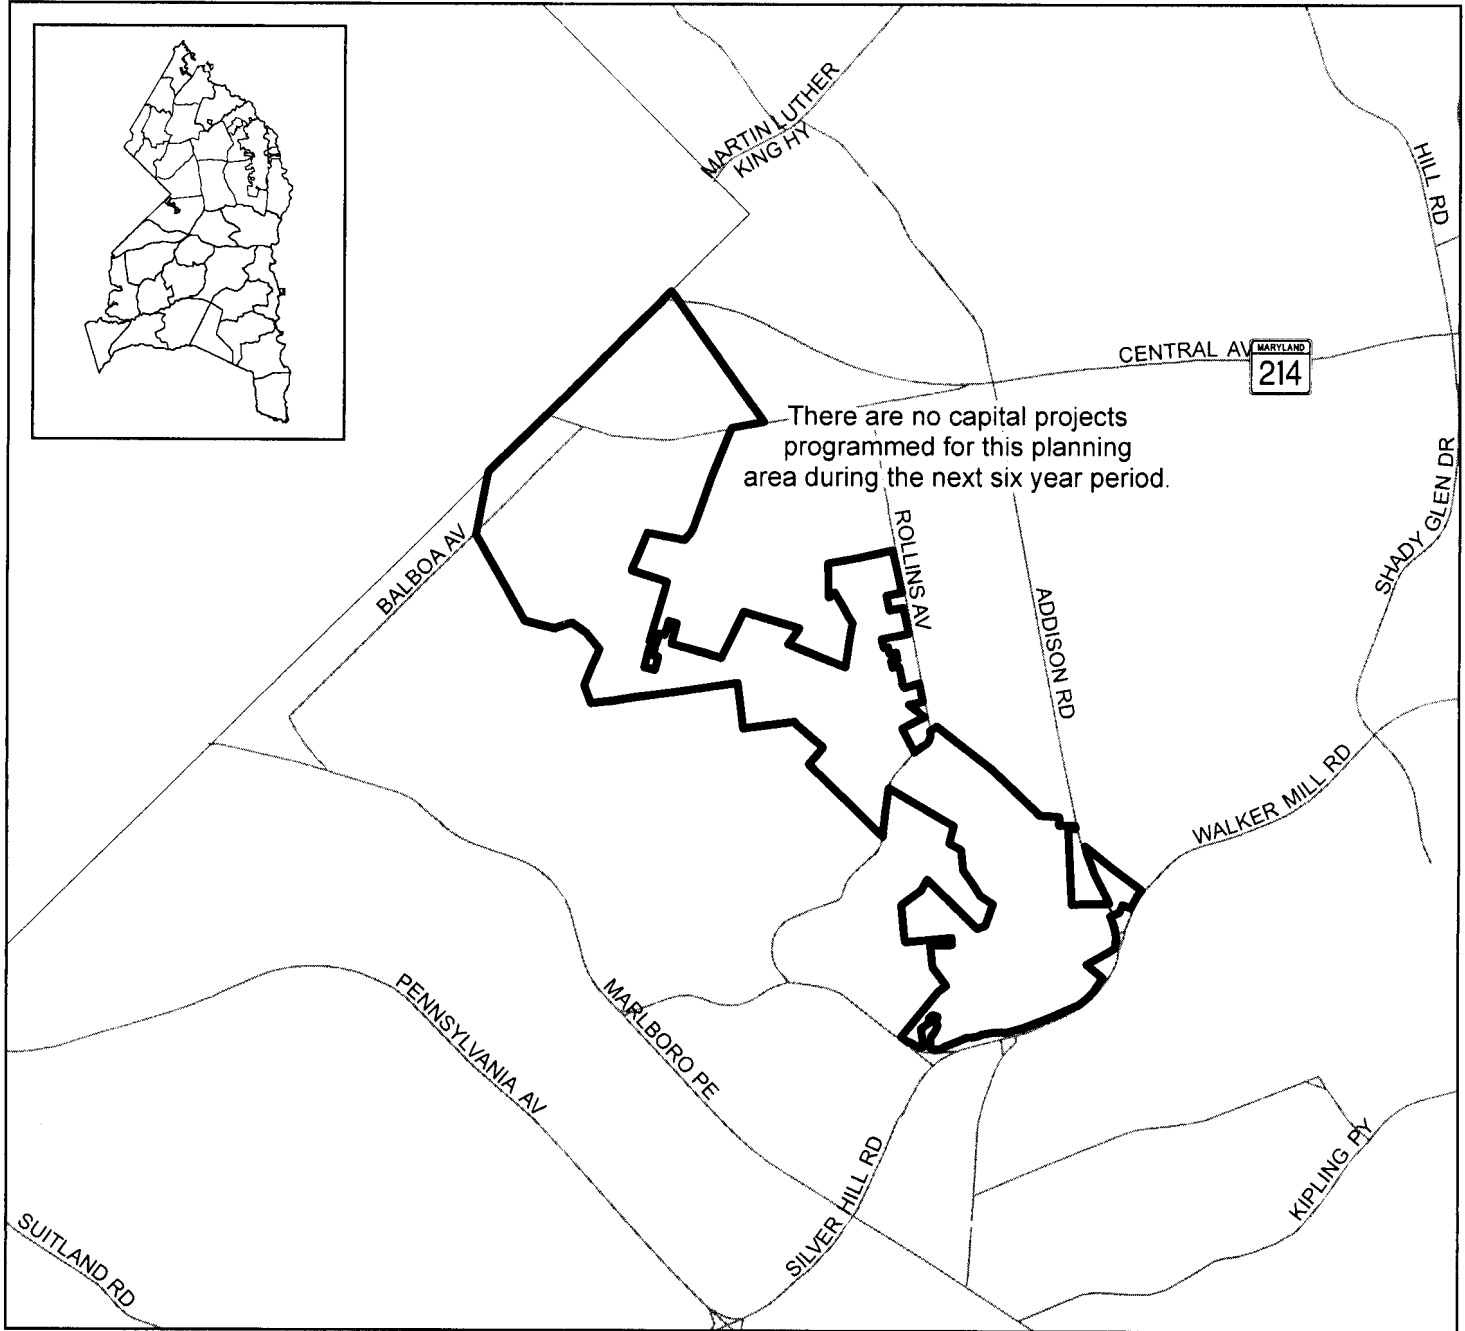 MARTIN LUTHER
KING HY
HILL RD
CENTRAL AV
MARYLAND
214
There are no capital projects
programmed for this planning
area during the next six year period.
SHADY GLEN DR
BALBOA AV
ROLLINS AV
ADDISON RD
WALKER MILL RD
PENNSYLVANIA AV
MARLBORO PE
SILVER HILL RD
KIPLING PY
SUITLAND RD